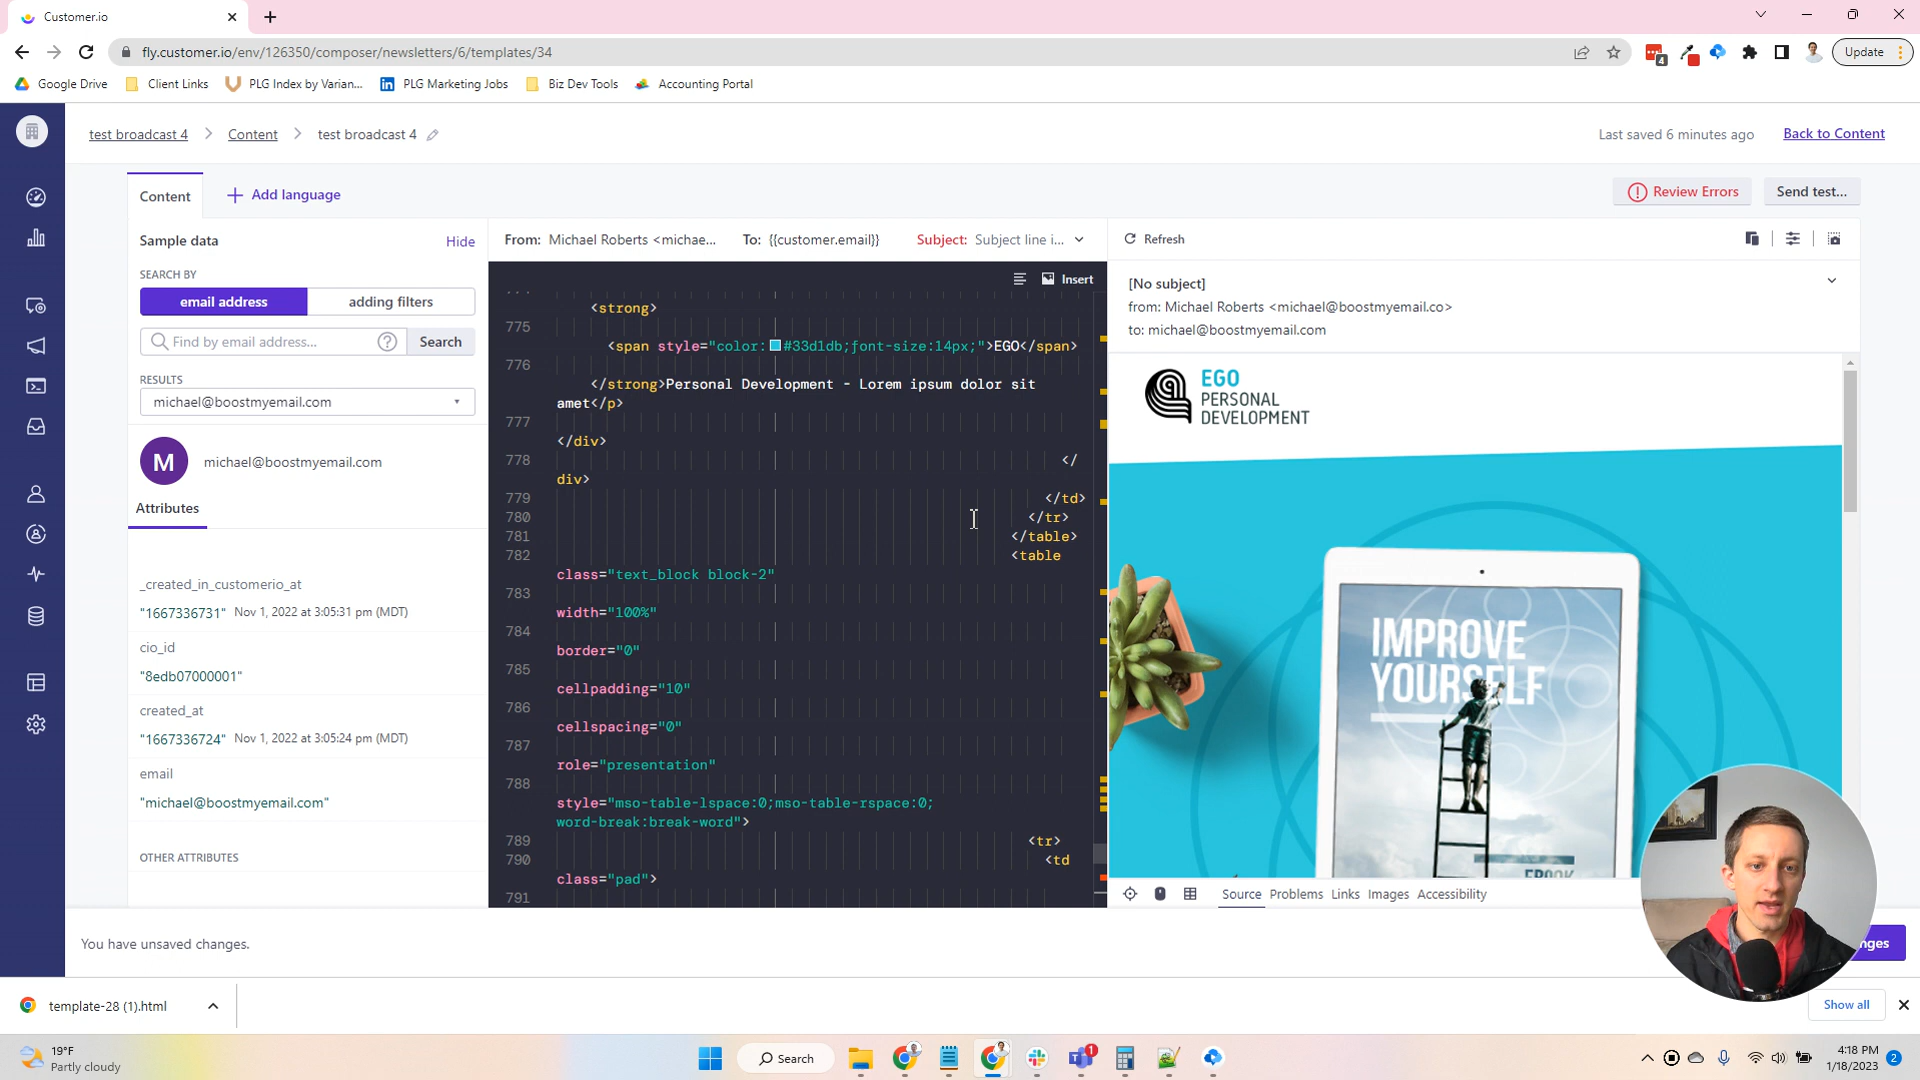 Customer.io
fly.customer.io/env/126350/composer/newsletters/6/templates/34
4
Update
Google Drive
Client Links
PLG Index by Varian...
PLG Marketing Jobs
Biz Dev Tools
Accounting Portal
test broadcast 4 > Content > test broadcast 4
Last saved 6 minutes ago
Back to Content
Content
Add language
Review Errors
Send test...
Sample data
Hide
SEARCH BY
email address
adding filters
Find by email address...
Search
RESULTS
michael@boostmyemail.com
M
michael@boostmyemail.com
Attributes
_created_in_customerio_at
"1667336731" Nov 1, 2022 at 3:05:31 pm (MDT)
cio_id
"8edb07000001"
created_at
"1667336724" Nov 1, 2022 at 3:05:24 pm (MDT)
email
"michael@boostmyemail.com"
OTHER ATTRIBUTES
From: Michael Roberts <michae...
To: {{customer.email}}
Subject: Subject line i...
Insert
<strong>
775
<span style="color:#33d1db;font-size:14px;">EGO</span>
776
</strong>Personal Development - Lorem ipsum dolor sit
amet</p>
777
</div>
778 </
div>
779 </td>
780 </tr>
781 </table>
782 <table
class="text_block block-2"
783
width="100%"
784
border="0"
785
cellpadding="10"
786
cellspacing="0"
787
role="presentation"
788
style="mso-table-lspace:0;mso-table-rspace:0;
word-break:break-word">
789 <tr>
790 <td
class="pad">
791
Refresh
[No subject]
from: Michael Roberts <michael@boostmyemail.co>
to: michael@boostmyemail.com
EGO
PERSONAL
DEVELOPMENT
IMPROVE
YOURSELF
EBOOK
Source
Problems
Links
Images
Accessibility
You have unsaved changes.
template-28 (1).html
Show all
19°F
Partly cloudy
Search
1
4:18 PM
1/18/2023
2